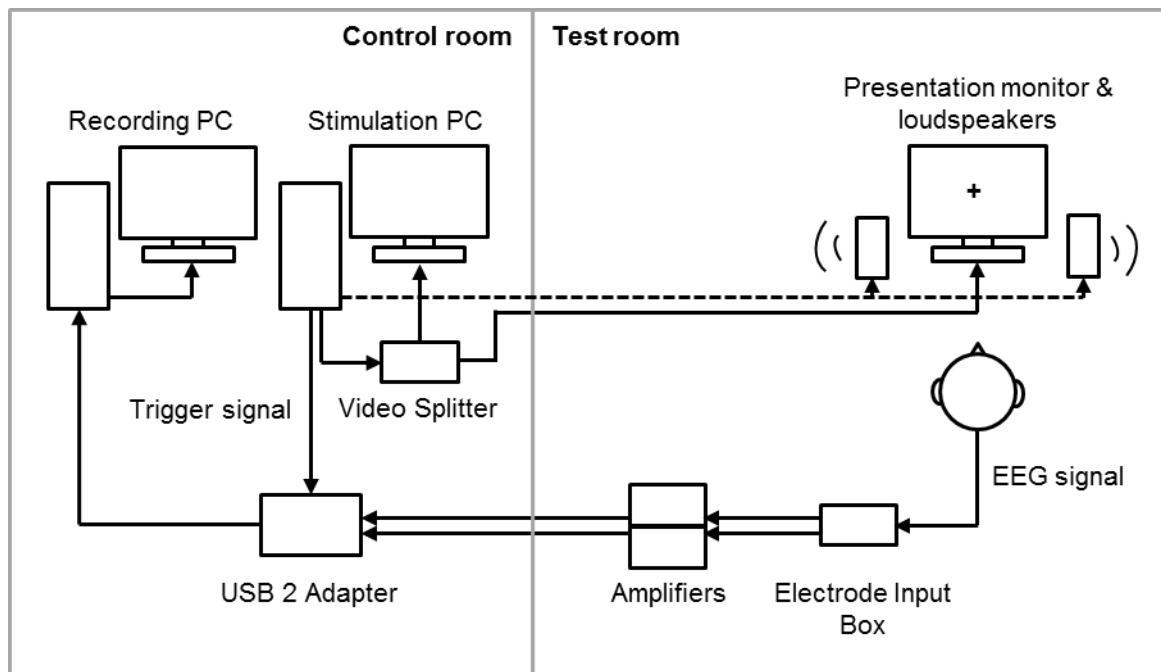 Control room
Test room
Presentation monitor &
loudspeakers
Recording PC
Stimulation PC
+
Trigger signal
Video Splitter
EEG signal
USB 2 Adapter
Amplifiers
Electrode Input
Box